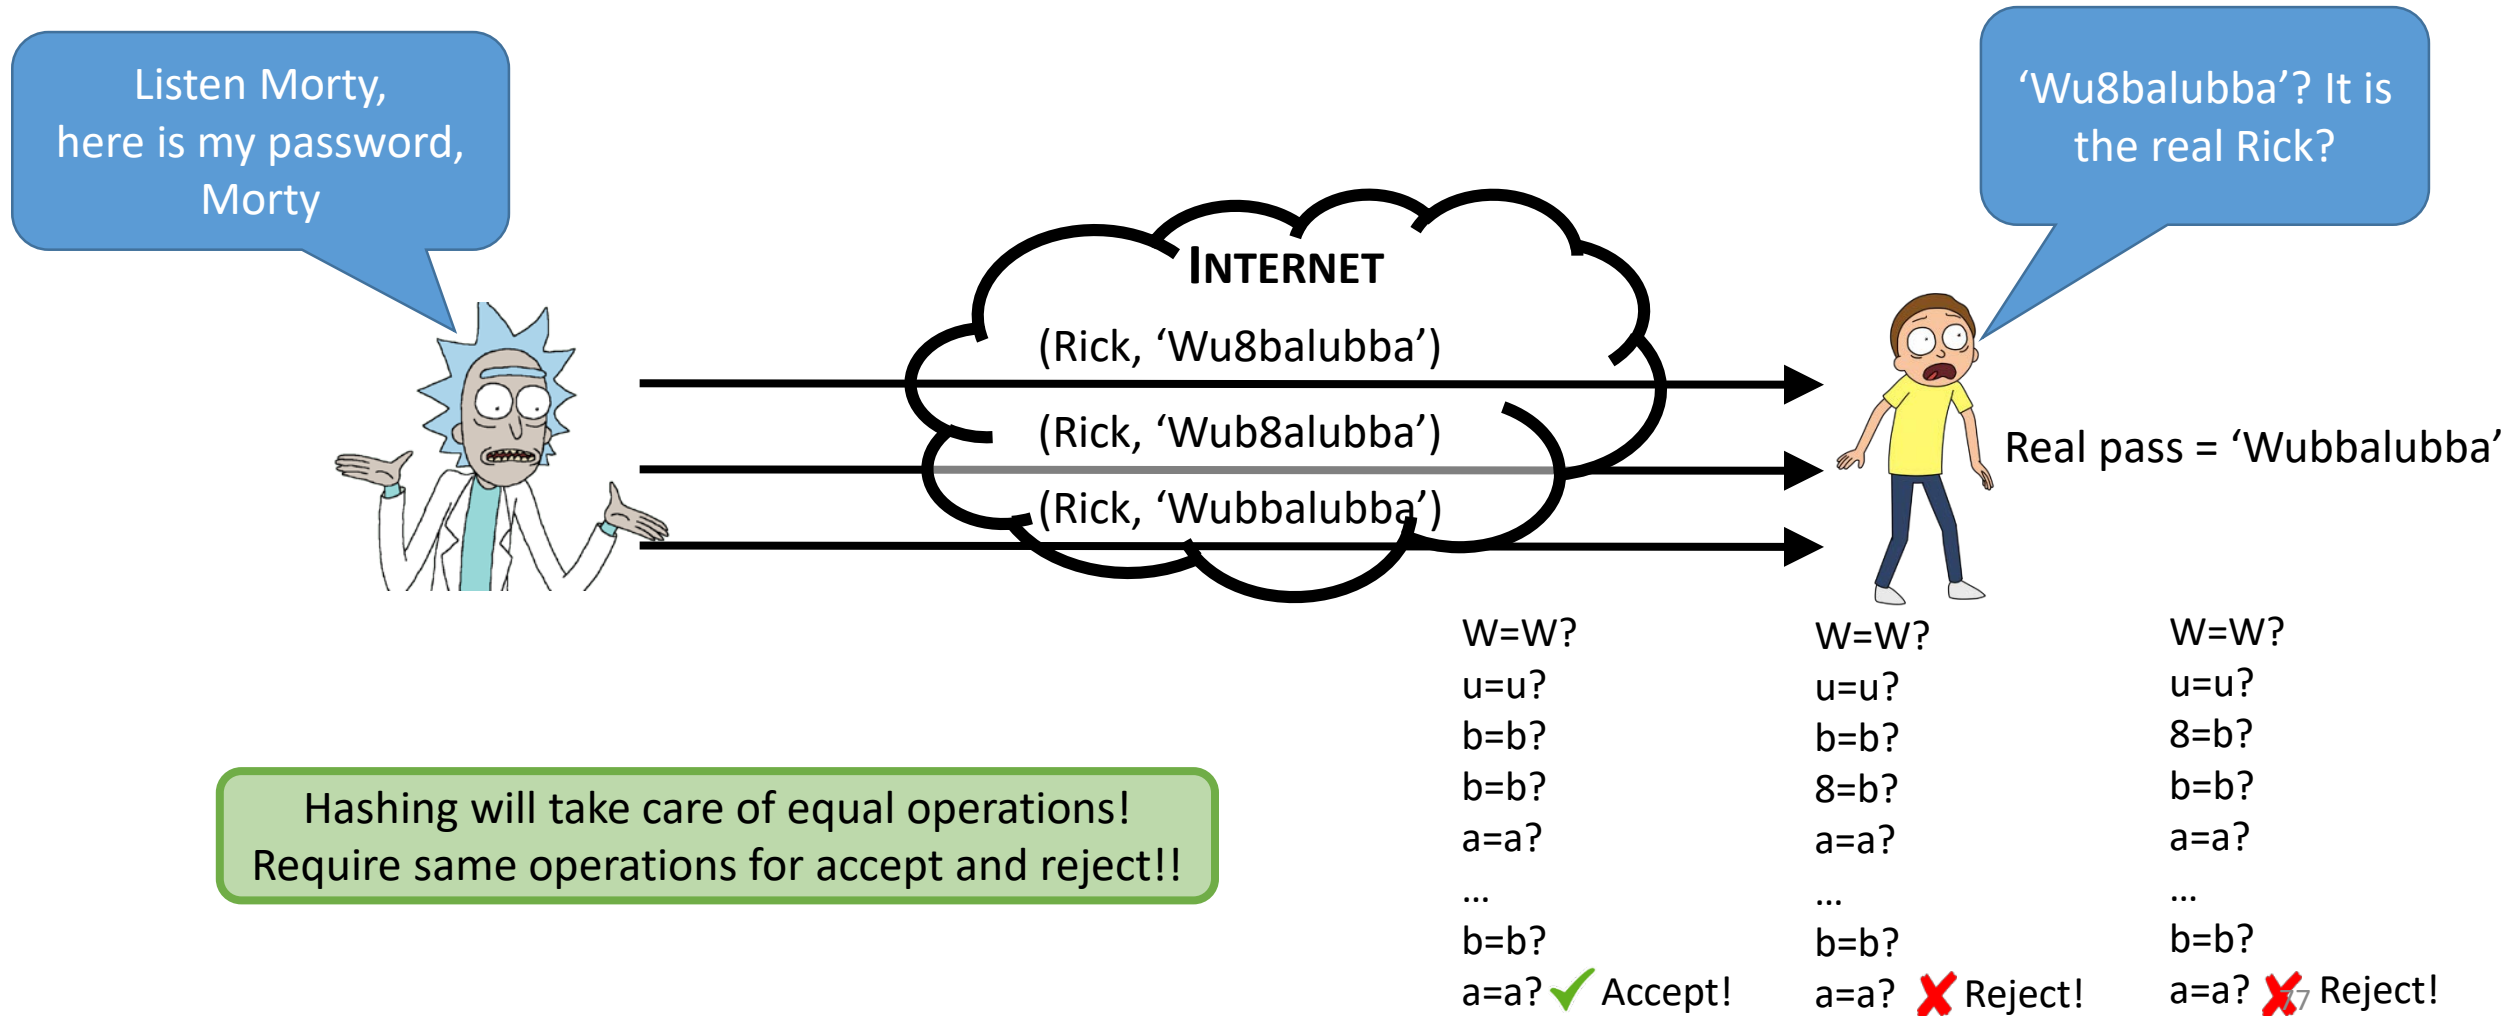 Listen Morty,
here is my password,
Morty
‘Wu8balubba’? It is
the real Rick?
INTERNET
(Rick, ‘Wu8balubba’)
(Rick, ‘Wub8alubba’)
(Rick, ‘Wubbalubba’)
Real pass = ‘Wubbalubba’
Hashing will take care of equal operations!
Require same operations for accept and reject!!
W=W?
u=u?
b=b?
b=b?
a=a?
...
b=b?
a=a? Accept!
W=W?
u=u?
b=b?
8=b?
a=a?
...
b=b?
a=a? Reject!
W=W?
u=u?
8=b?
b=b?
a=a?
...
b=b?
a=a? Reject!
77